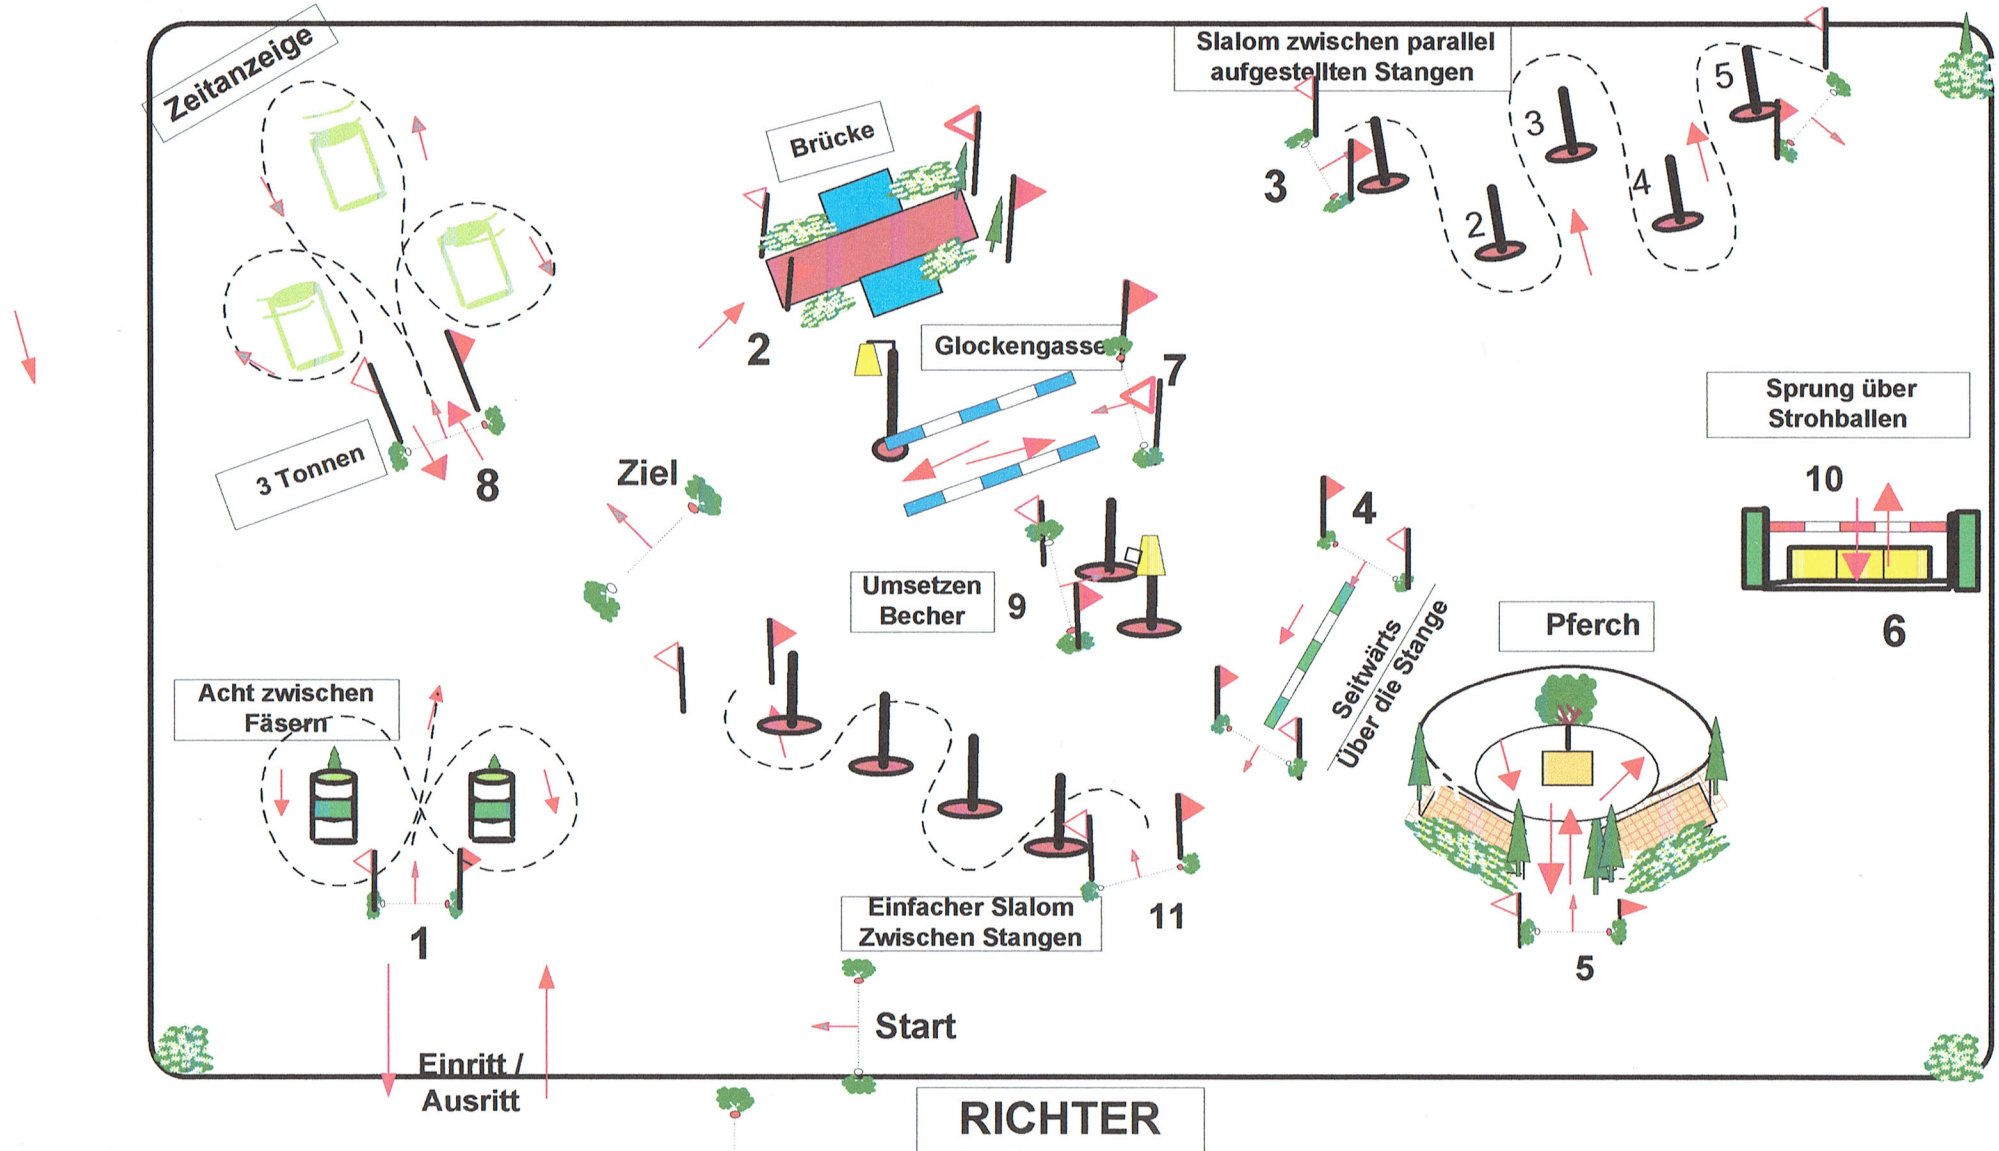 Zeitanzeige
Slalom zwischen parallel
aufgestellten Stangen
5
3
4
2
3
Brücke
2
Glockengasse
7
3 Tonnen
8
Ziel
Sprung über
Strohballen
10
6
4
Seitwärts
Über die Stange
Umsetzen
Becher
9
Pferch
5
Acht zwischen
Fäsern
1
Einfacher Slalom
Zwischen Stangen
11
Start
Einritt /
Ausritt
RICHTER